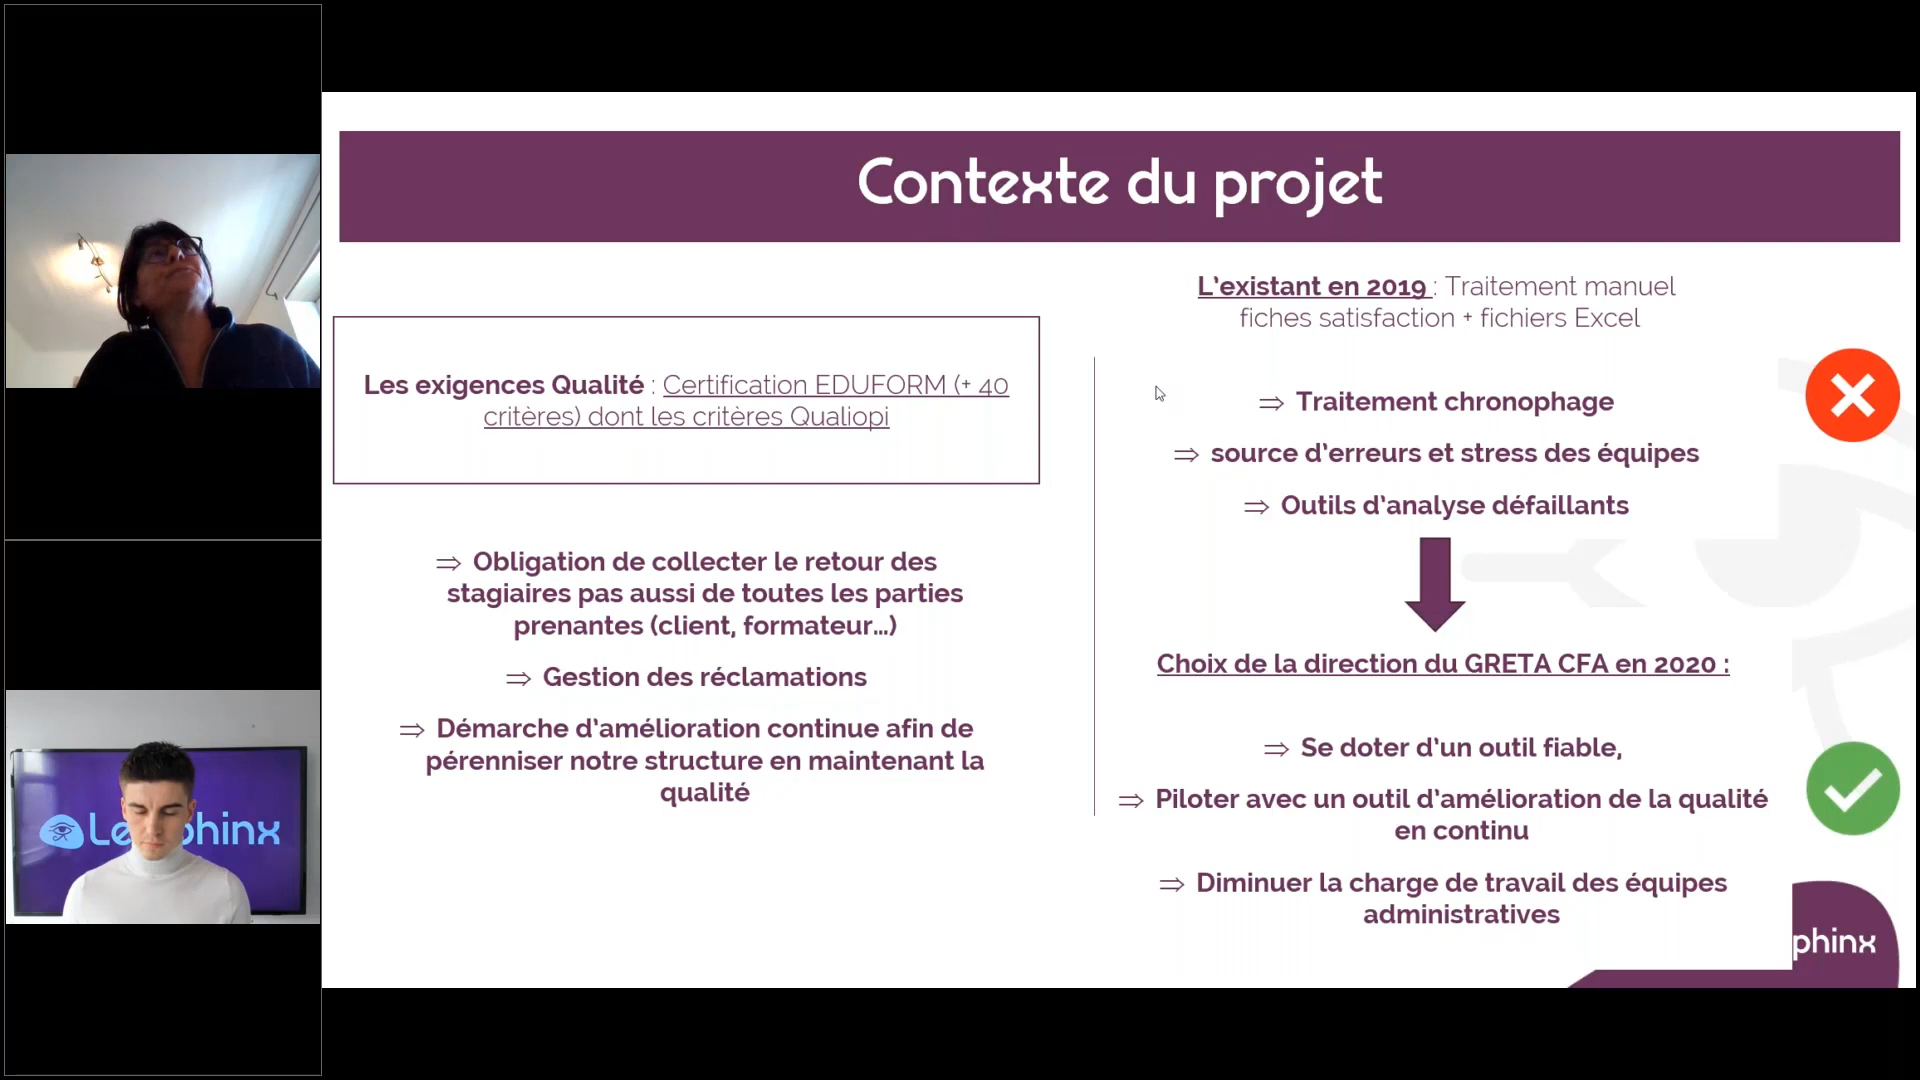 Contexte du projet
Les exigences Qualité : Certification EDUFORM (+ 40
critères) dont les critères Qualiopi
⇒ Obligation de collecter le retour des
stagiaires pas aussi de toutes les parties
prenantes (client, formateur...)
⇒ Gestion des réclamations
⇒ Démarche d'amélioration continue afin de
pérenniser notre structure en maintenant la
qualité
L'existant en 2019 : Traitement manuel
fiches satisfaction + fichiers Excel
⇒ Traitement chronophage
⇒ source d'erreurs et stress des équipes
⇒ Outils d'analyse défaillants
Choix de la direction du GRETA CFA en 2020 :
⇒ Se doter d'un outil fiable,
⇒ Piloter avec un outil d'amélioration de la qualité
en continu
⇒ Diminuer la charge de travail des équipes
administratives
phinx
Le phinx